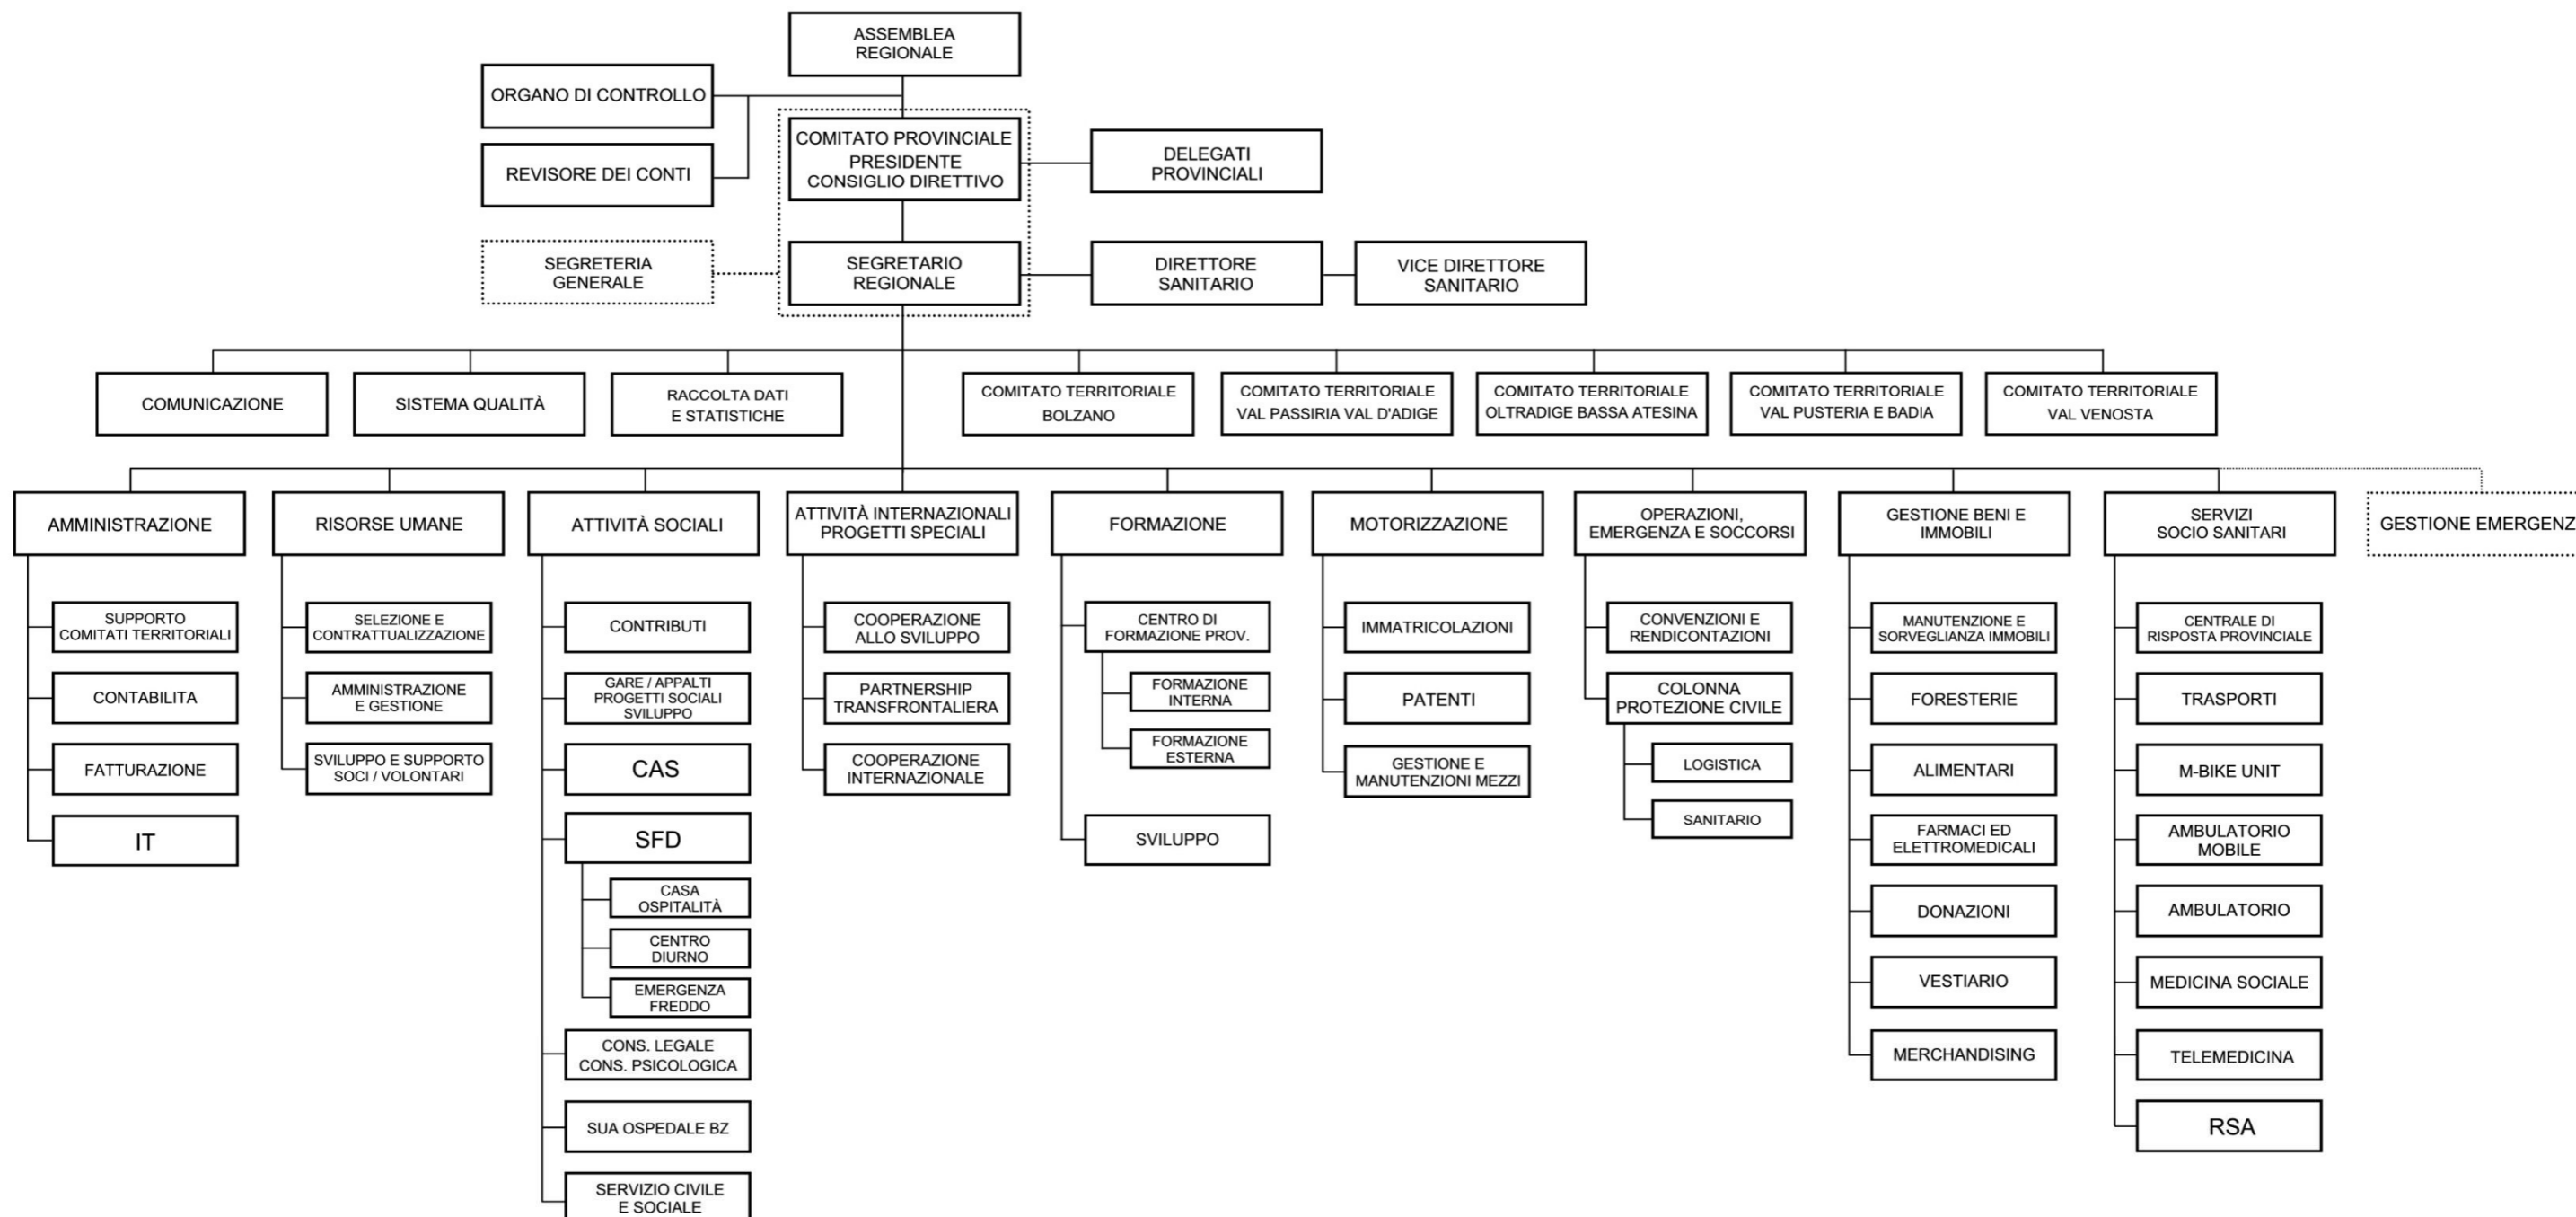 ASSEMBLEA
REGIONALE
ORGANO DI CONTROLLO
REVISORE DEI CONTI
COMITATO PROVINCIALE
PRESIDENTE
CONSIGLIO DIRETTIVO
DELEGATI
PROVINCIALI
SEGRETERIA
GENERALE
SEGRETARIO
REGIONALE
DIRETTORE
SANITARIO
VICE DIRETTORE
SANITARIO
COMUNICAZIONE
SISTEMA QUALITÀ
RACCOLTA DATI
E STATISTICHE
COMITATO TERRITORIALE
BOLZANO
COMITATO TERRITORIALE
VAL PASSIRIA VAL D'ADIGE
COMITATO TERRITORIALE
OLTRADIGE BASSA ATESINA
COMITATO TERRITORIALE
VAL PUSTERIA E BADIA
COMITATO TERRITORIALE
VAL VENOSTA
AMMINISTRAZIONE
SUPPORTO
COMITATI TERRITORIALI
CONTABILITA
FATTURAZIONE
IT
RISORSE UMANE
SELEZIONE E
CONTRATTUALIZZAZIONE
AMMINISTRAZIONE
E GESTIONE
SVILUPPO E SUPPORTO
SOCI / VOLONTARI
ATTIVITÀ SOCIALI
CONTRIBUTI
GARE / APPALTI
PROGETTI SOCIALI
SVILUPPO
CAS
SFD
CASA
OSPITALITÀ
CENTRO
DIURNO
EMERGENZA
FREDDO
CONS. LEGALE
CONS. PSICOLOGICA
SUA OSPEDALE BZ
SERVIZIO CIVILE
E SOCIALE
ATTIVITÀ INTERNAZIONALI
PROGETTI SPECIALI
COOPERAZIONE
ALLO SVILUPPO
PARTNERSHIP
TRANSFRONTALIERA
COOPERAZIONE
INTERNAZIONALE
FORMAZIONE
CENTRO DI
FORMAZIONE PROV.
FORMAZIONE
INTERNA
FORMAZIONE
ESTERNA
SVILUPPO
MOTORIZZAZIONE
IMMATRICOLAZIONI
PATENTI
GESTIONE E
MANUTENZIONI MEZZI
OPERAZIONI,
EMERGENZA E SOCCORSI
CONVENZIONI E
RENDICONTAZIONI
COLONNA
PROTEZIONE CIVILE
LOGISTICA
SANITARIO
GESTIONE BENI E
IMMOBILI
MANUTENZIONE E
SORVEGLIANZA IMMOBILI
FORESTERIE
ALIMENTARI
FARMACI ED
ELETTROMEDICALI
DONAZIONI
VESTIARIO
MERCHANDISING
SERVIZI
SOCIO SANITARI
CENTRALE DI
RISPOSTA PROVINCIALE
TRASPORTI
M-BIKE UNIT
AMBULATORIO
MOBILE
AMBULATORIO
MEDICINA SOCIALE
TELEMEDICINA
RSA
GESTIONE EMERGENZ